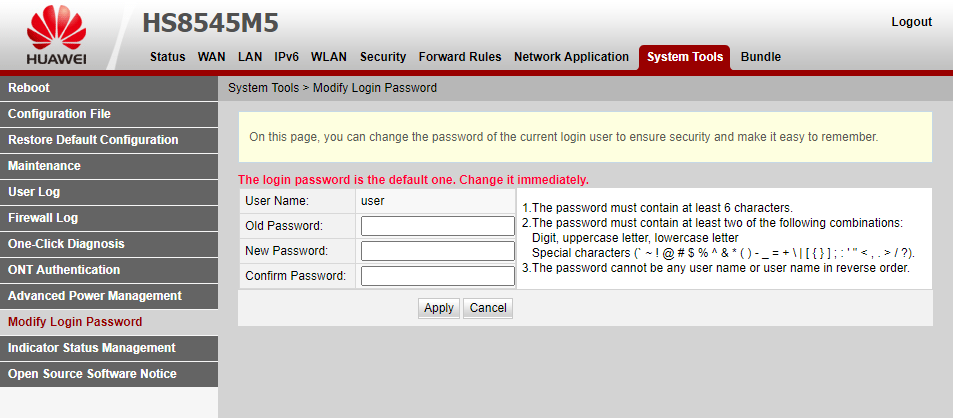 HUAWEI
HS8545M5
Logout
Status WAN LAN IPv6 WLAN Security Forward Rules Network Application System Tools Bundle
Reboot
Configuration File
Restore Default Configuration
Maintenance
User Log
Firewall Log
One-Click Diagnosis
ONT Authentication
Advanced Power Management
Modify Login Password
Indicator Status Management
Open Source Software Notice
System Tools > Modify Login Password
On this page, you can change the password of the current login user to ensure security and make it easy to remember.
The login password is the default one. Change it immediately.
User Name: user
Old Password:
New Password:
Confirm Password:
1.The password must contain at least 6 characters.
2.The password must contain at least two of the following combinations:
Digit, uppercase letter, lowercase letter
Special characters (` ~ ! @ # $ % ^ & * ( ) - _ = + \ | [ { } ] ; : ' " < , . > / ?).
3.The password cannot be any user name or user name in reverse order.
Apply Cancel